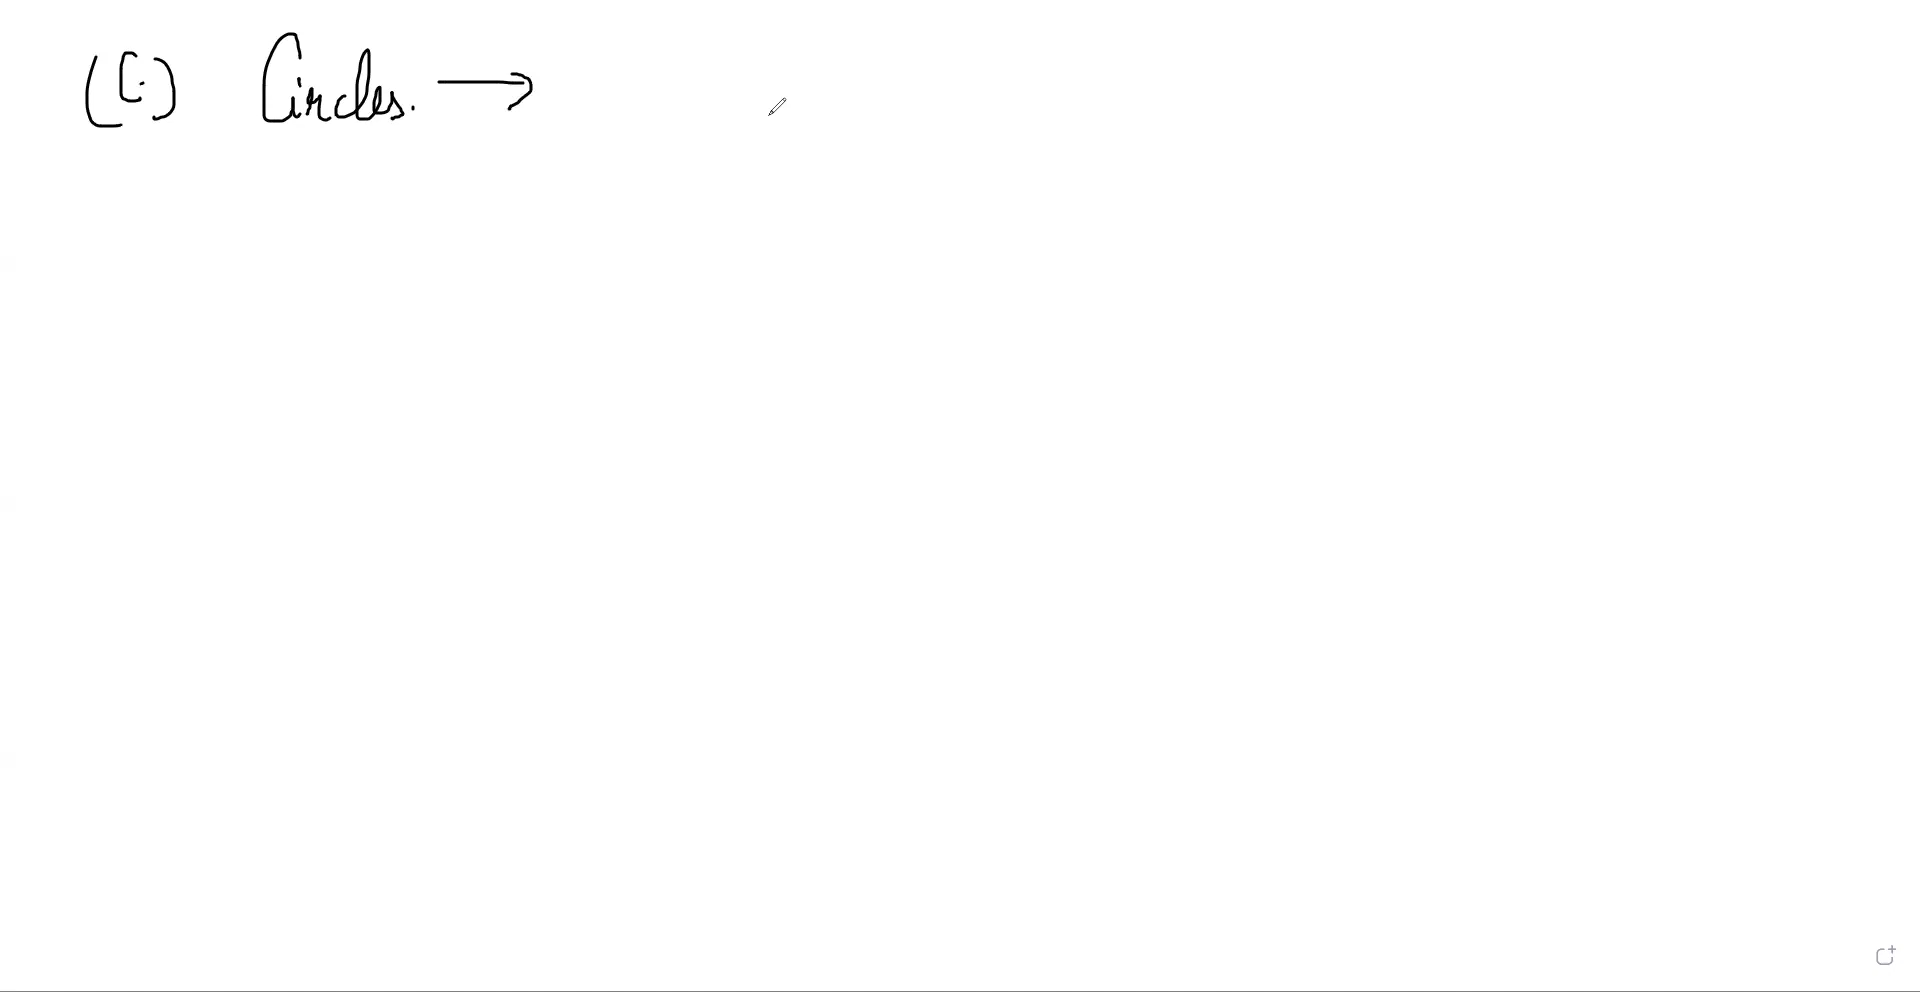 (C.) Circles. →